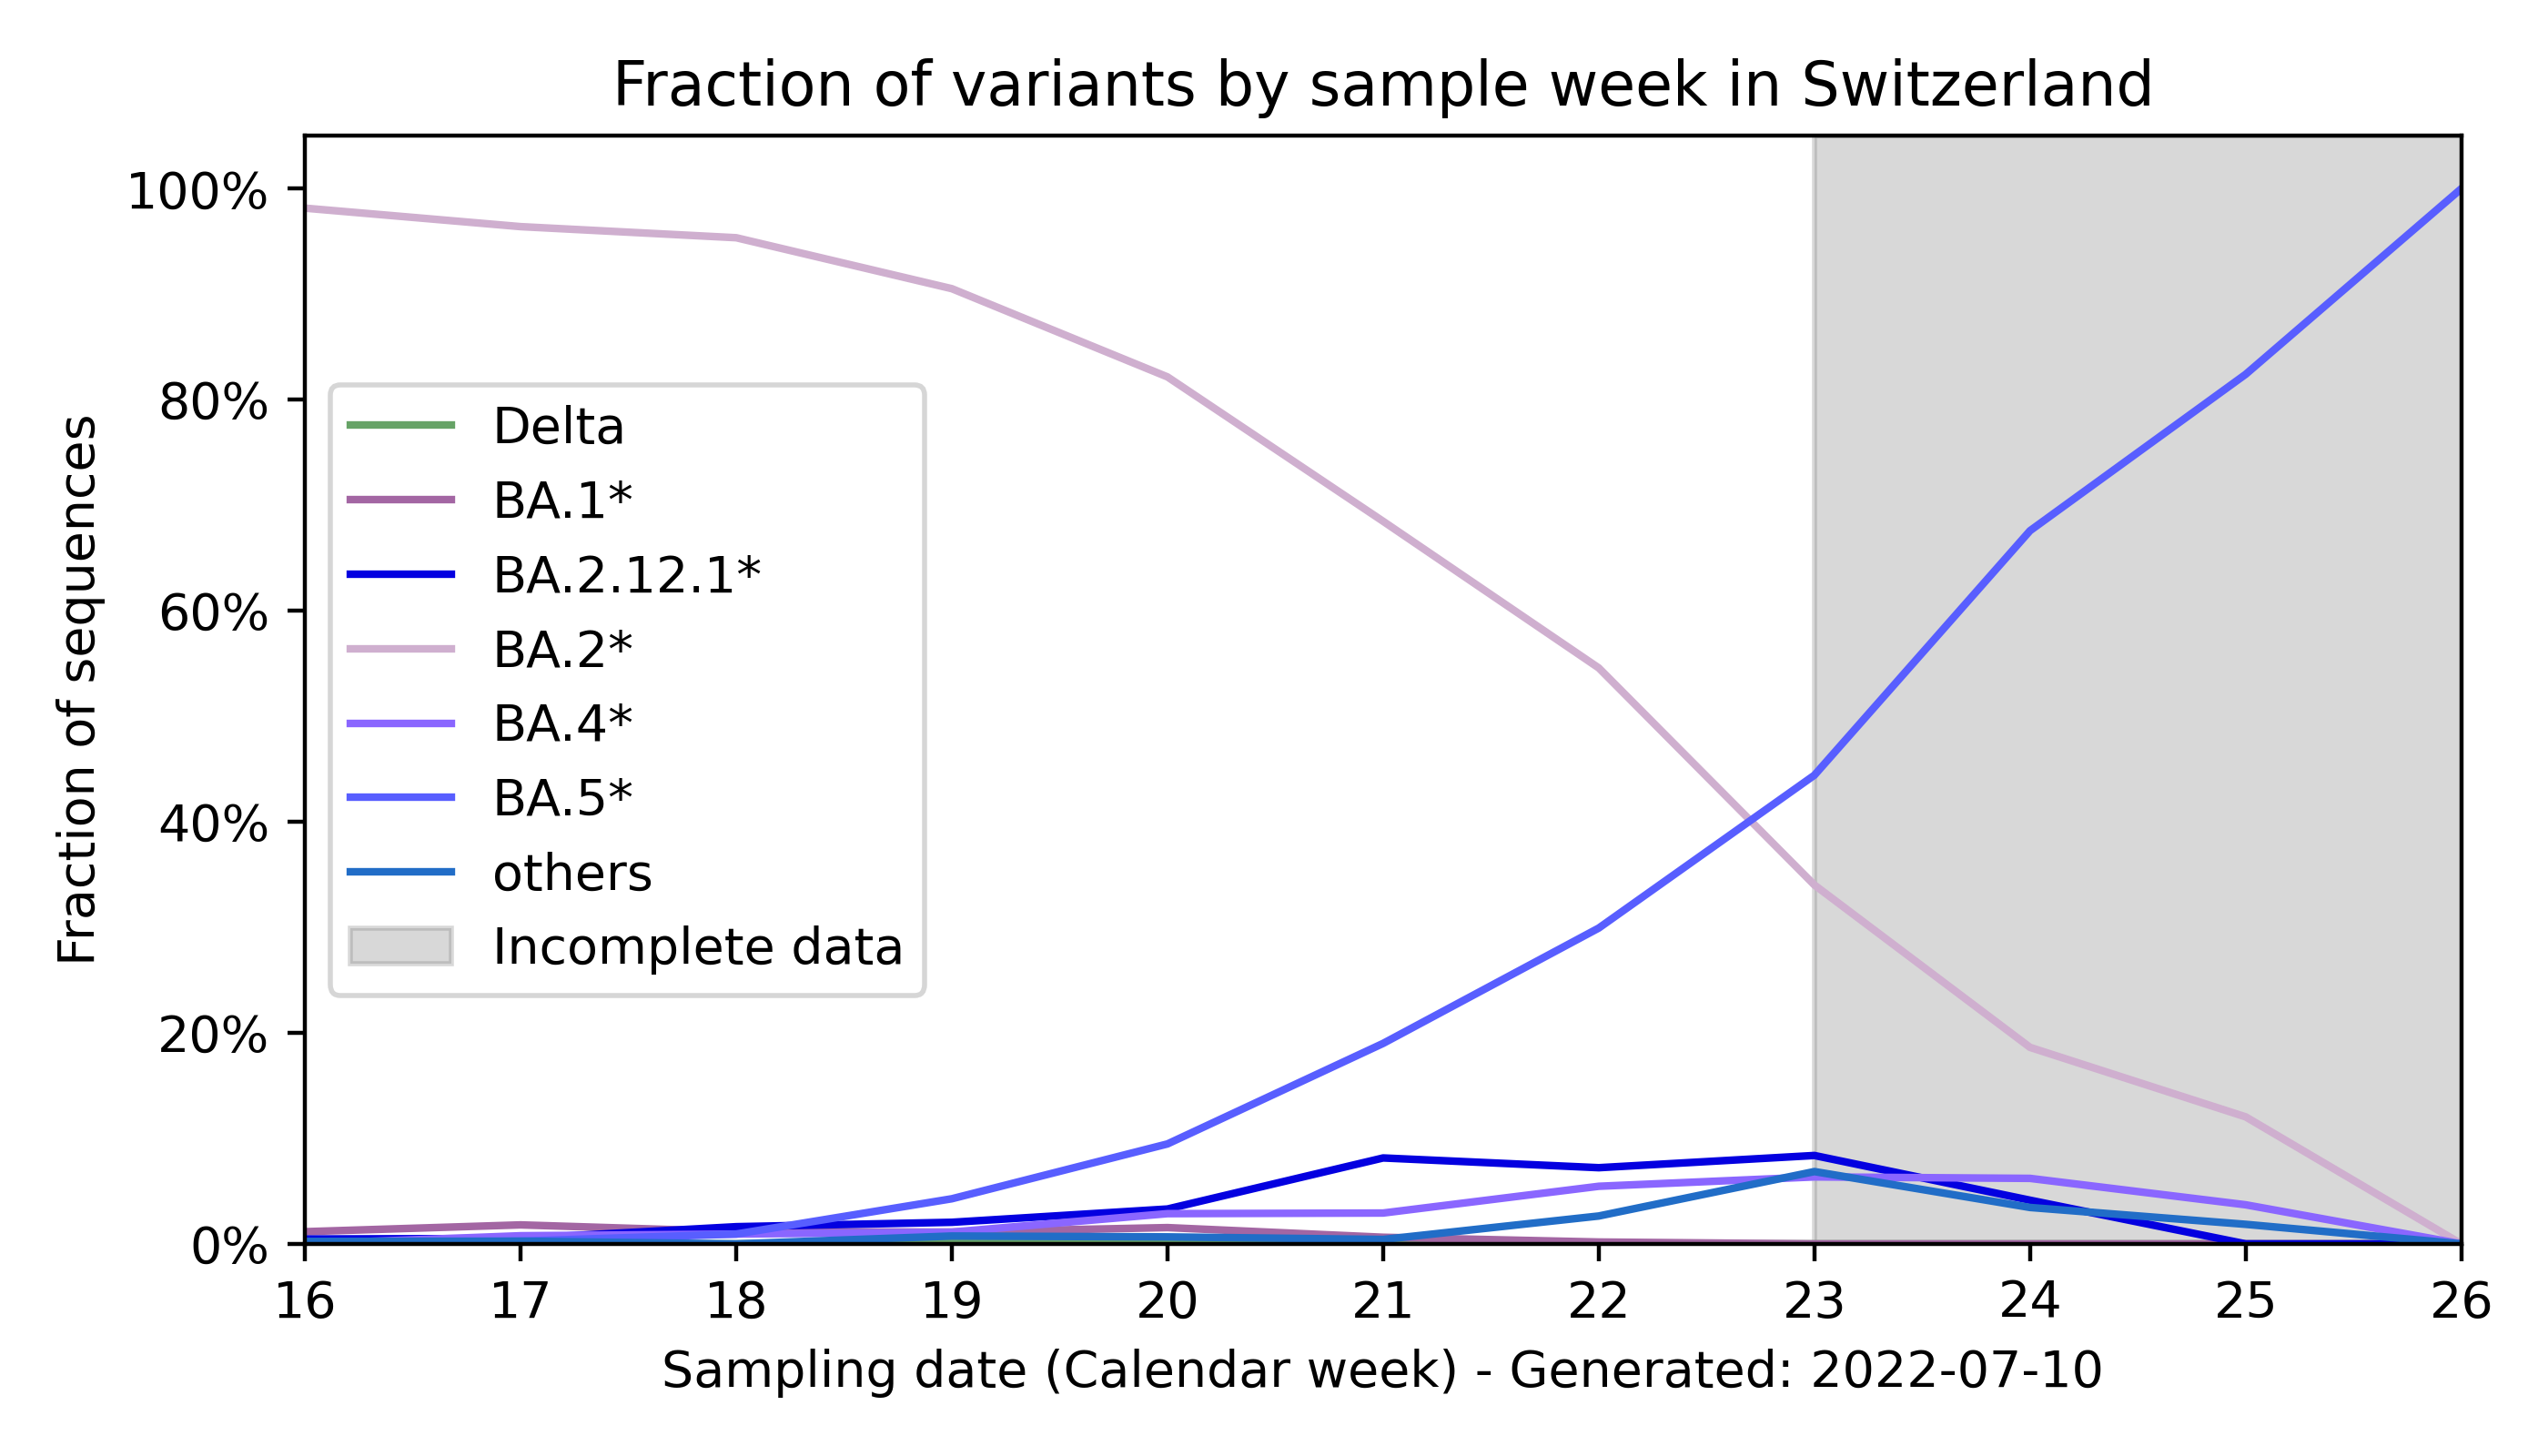 Fraction of variants by sample week in Switzerland
Fraction of sequences
100%
80%
60%
40%
20%
0%
Delta
BA.1*
BA.2.12.1*
BA.2*
BA.4*
BA.5*
others
Incomplete data
16 17 18 19 20 21 22 23 24 25 26
Sampling date (Calendar week) - Generated: 2022-07-10